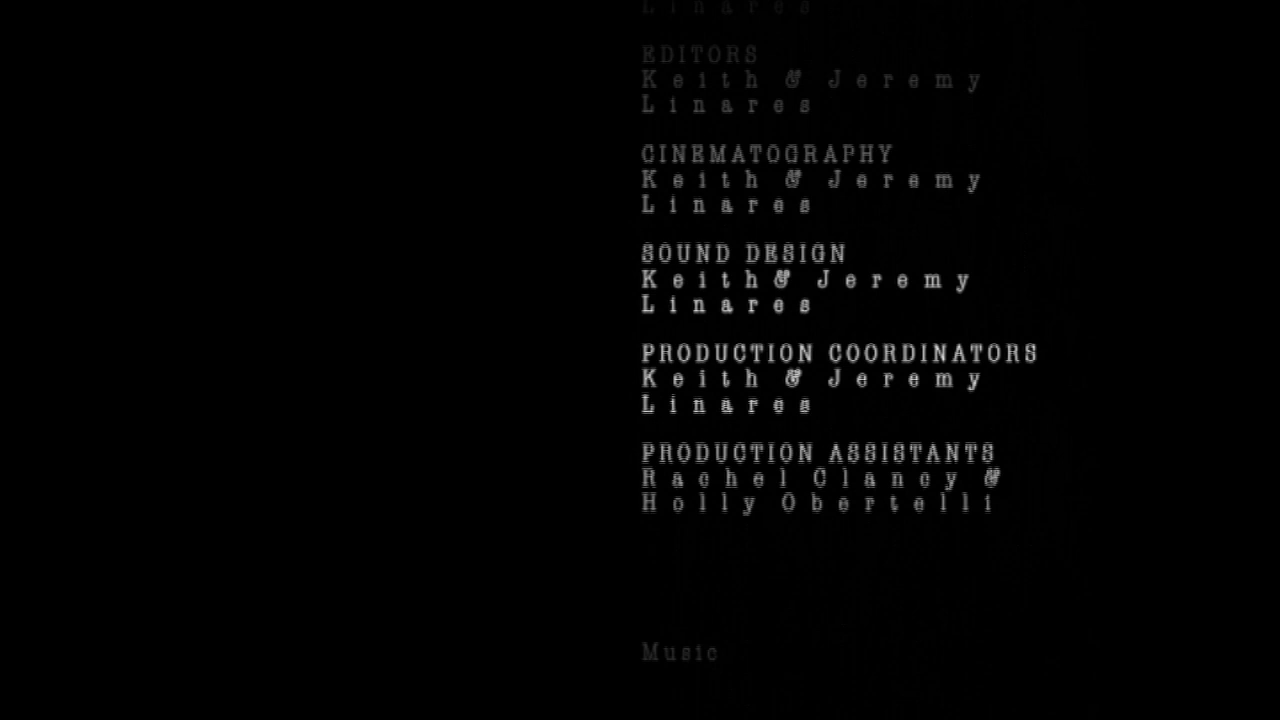 Linares
EDITORS
Keith & Jeremy
Linares
CINEMATOGRAPHY
Keith & Jeremy
Linares
SOUND DESIGN
Keith& Jeremy
Linares
PRODUCTION COORDINATORS
Keith & Jeremy
Linares
PRODUCTION ASSISTANTS
Rachel Clancy &
Holly Obertelli
Music